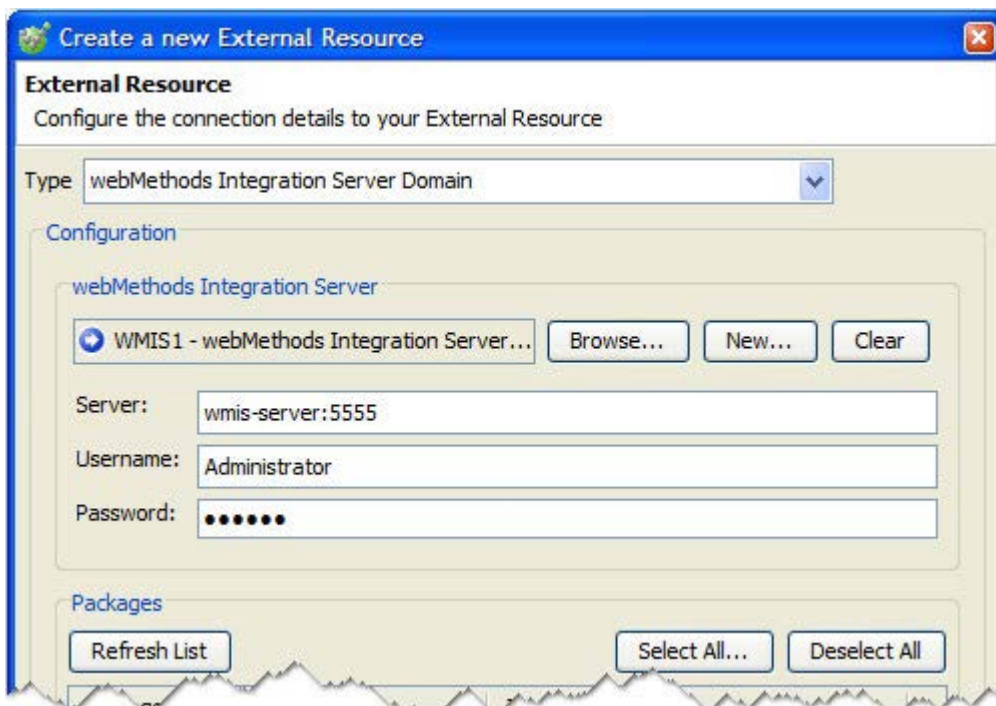 Create a new External Resource
External Resource
Configure the connection details to your External Resource
Type webMethods Integration Server Domain
Configuration
webMethods Integration Server
WMIS1 - webMethods Integration Server... Browse... New... Clear
Server: wmis-server:5555
Username: Administrator
Password: ••••••
Packages
Refresh List Select All... Deselect All